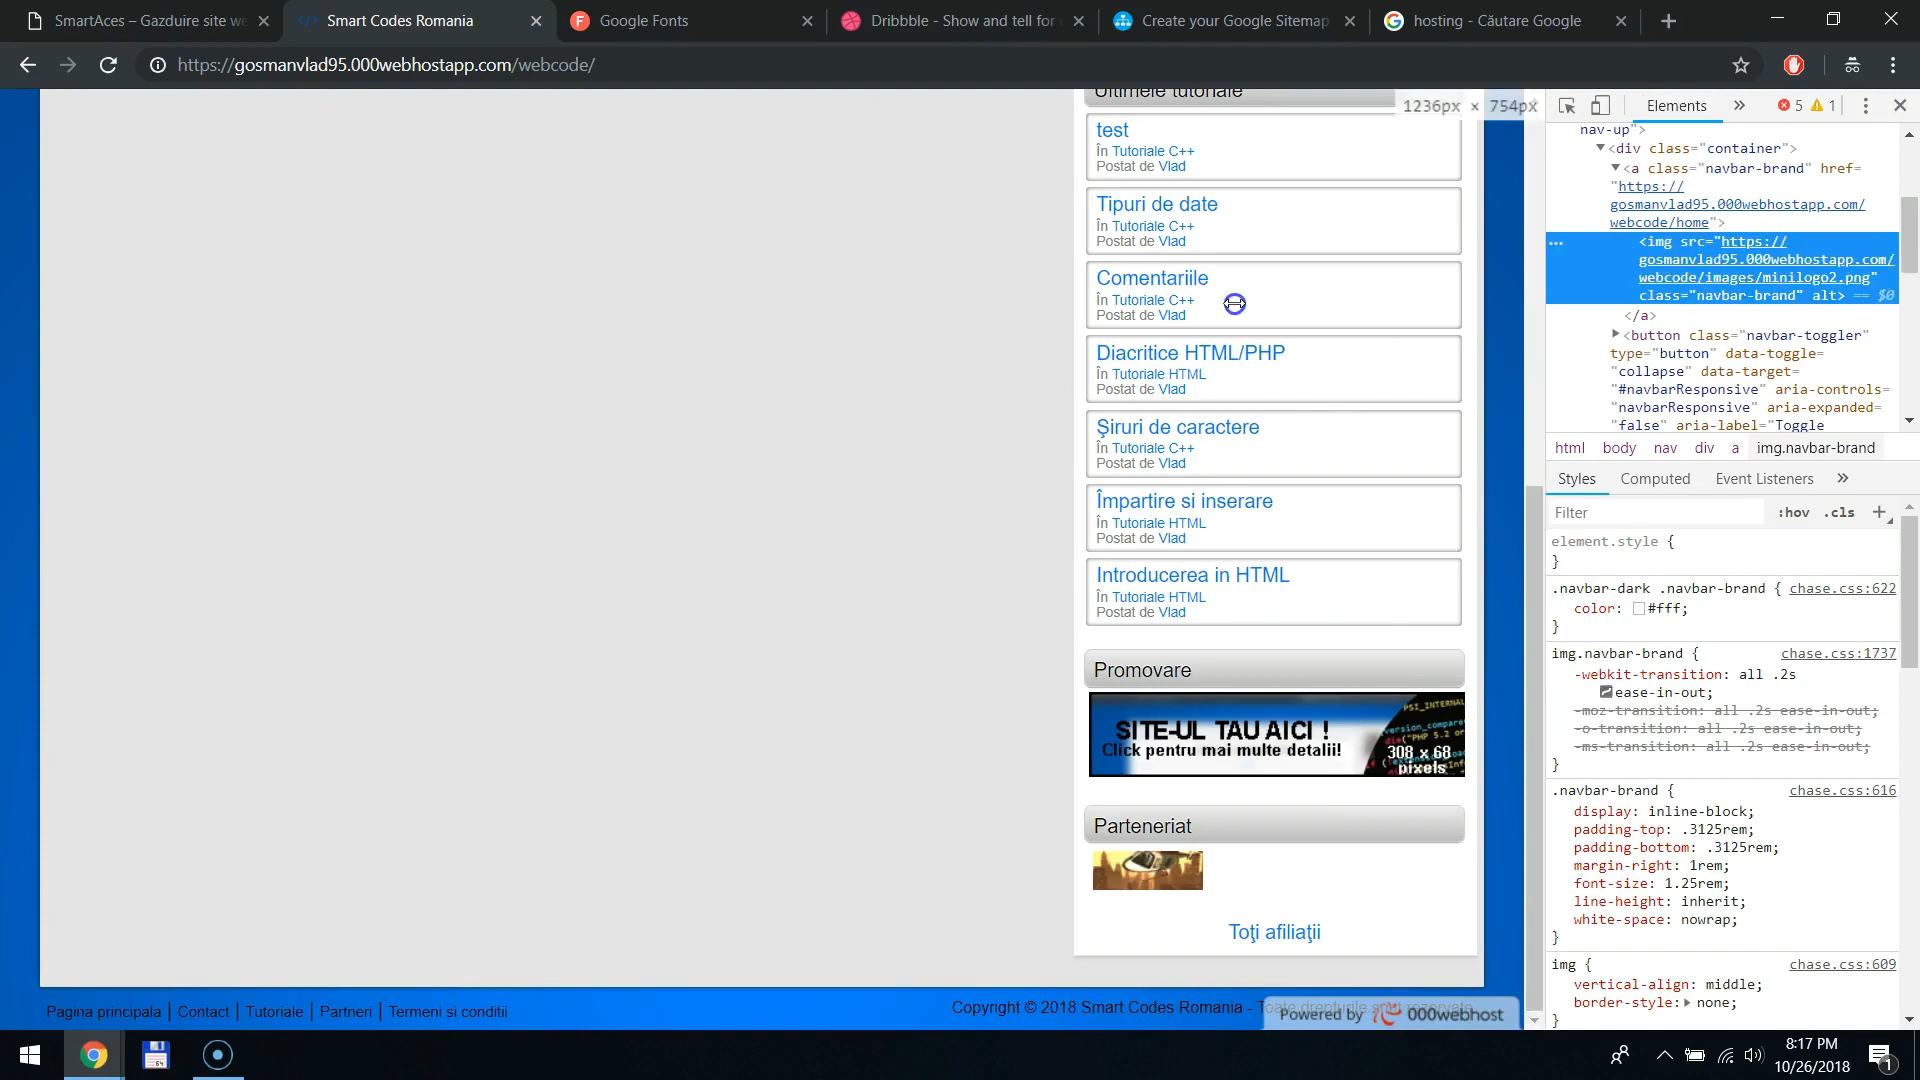 SmartAces – Gazduire site we
Smart Codes Romania
Google Fonts
Dribbble - Show and tell for
Create your Google Sitemap
hosting - Căutare Google
https://gosmanvlad95.000webhostapp.com/webcode/
Ultimele tutoriale
1236px × 754px
test
În Tutoriale C++
Postat de Vlad
Tipuri de date
În Tutoriale C++
Postat de Vlad
Comentariile
În Tutoriale C++
Postat de Vlad
Diacritice HTML/PHP
În Tutoriale HTML
Postat de Vlad
Şiruri de caractere
În Tutoriale C++
Postat de Vlad
Împartire si inserare
În Tutoriale HTML
Postat de Vlad
Introducerea in HTML
În Tutoriale HTML
Postat de Vlad
Promovare
SITE-UL TAU AICI !
Click pentru mai multe detalii!
308 x 68
pixels
Parteneriat
Toţi afiliaţii
Pagina principala | Contact | Tutoriale | Partneri | Termeni si conditii
Copyright © 2018 Smart Codes Romania - Toate drepturile sunt rezervate
Powered by 000webhost
Elements
5
1
nav-up">
<div class="container">
<a class="navbar-brand" href=
"https://
gosmanvlad95.000webhostapp.com/
webcode/home">
<img src="https://
gosmanvlad95.000webhostapp.com/
webcode/images/minilogo2.png"
class="navbar-brand" alt> == $0
</a>
<button class="navbar-toggler"
type="button" data-toggle=
"collapse" data-target=
"#navbarResponsive" aria-controls=
"navbarResponsive" aria-expanded=
"false" aria-label="Toggle
html body nav div a img.navbar-brand
Styles Computed Event Listeners
Filter :hov .cls +
element.style {
}
.navbar-dark .navbar-brand { chase.css:622
color: #fff;
}
img.navbar-brand { chase.css:1737
-webkit-transition: all .2s
ease-in-out;
-moz-transition: all .2s ease-in-out;
-o-transition: all .2s ease-in-out;
-ms-transition: all .2s ease-in-out;
}
.navbar-brand { chase.css:616
display: inline-block;
padding-top: .3125rem;
padding-bottom: .3125rem;
margin-right: 1rem;
font-size: 1.25rem;
line-height: inherit;
white-space: nowrap;
}
img { chase.css:609
vertical-align: middle;
border-style: none;
}
64
8:17 PM
10/26/2018
1